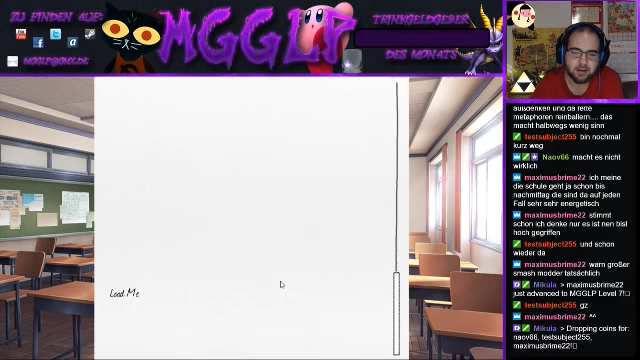 ZU FINDEN AUF:
MGGLP@GMX.DE
MGGLP
TRINKGELDGEBER
DES MONATS
Load Me
außdenken und da fette
metaphoren reinballern.... das
macht halbwegs wenig sinn
testsubject255 bin nochmal
kurz weg
Naov66 macht es nicht
wirklich
maximusbrime22 ich meine
die schule geht ja schon bis
nachmittag die sind da auf jeden
Fall sehr sehr energetisch
maximusbrime22 stimmt
schon ich denke nur es ist nen bisl
hoch gegriffen
testsubject255 und schon
wieder da
maximusbrime22 warn großer
smash modder tatsächlich
Mikula > maximusbrime22
just advanced to MGGLP Level 7!
testsubject255 gz
maximusbrime22 ^^
Mikula > Dropping coins for:
naov66, testsubject255,
maximusbrime22!